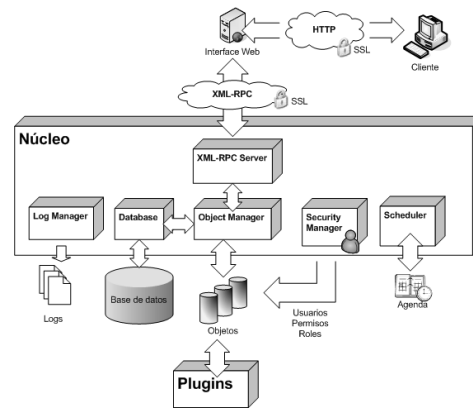 HTTP
SSL
Interface Web
Cliente
XML-RPC
SSL
Núcleo
XML-RPC Server
Log Manager
Database
Object Manager
Security
Manager
Scheduler
Base de datos
Logs
Objetos
Usuarios
Permisos
Roles
Agenda
Plugins